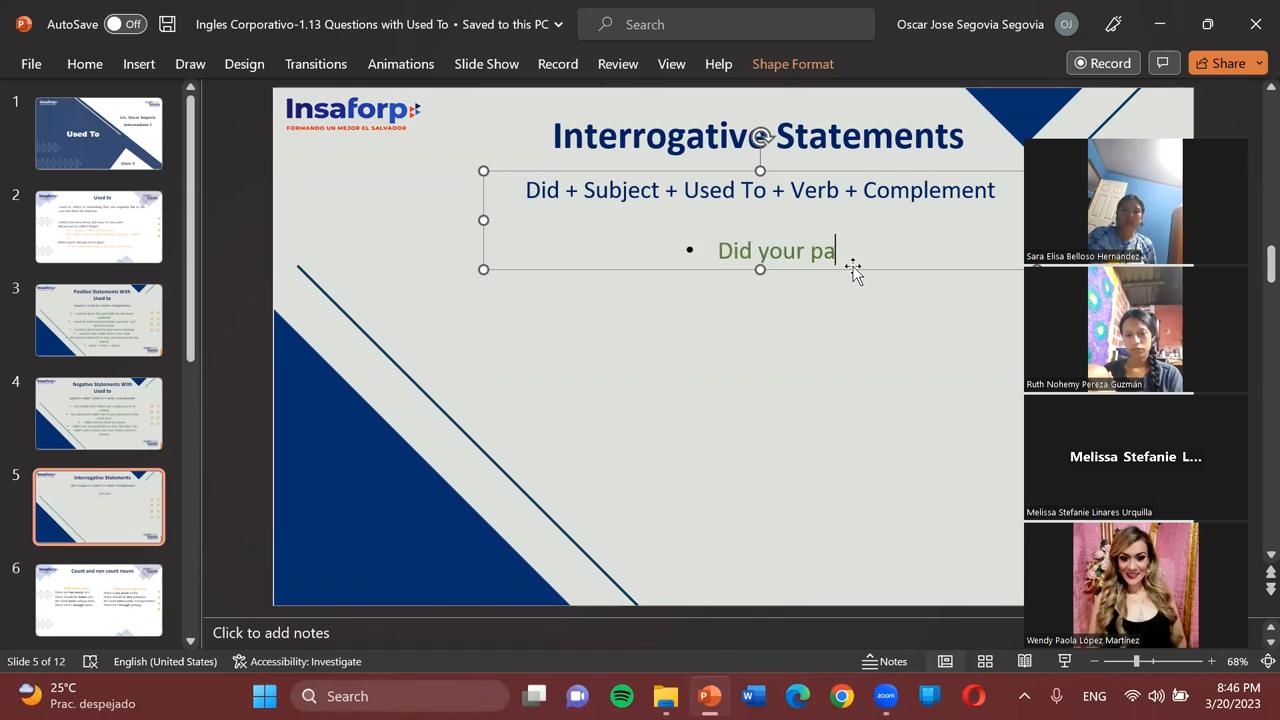 AutoSave Off Ingles Corporativo-1.13 Questions with Used To • Saved to this PC Search Oscar Jose Segovia Segovia OJ
File Home Insert Draw Design Transitions Animations Slide Show Record Review View Help Shape Format Record Share
1
Used To
2
Used to
3
Positive Statements With
Used to
4
Negative Statements With
Used to
5
Interrogative Statements
6
Count and non count nouns
Insaforp
FORMANDO UN MEJOR EL SALVADOR
Interrogative Statements
Did + Subject + Used To + Verb + Complement
• Did your pa
Sara Elisa Belloso Hernandez
Ruth Nohemy Pereza Guzmán
Melissa Stefanie L...
Melissa Stefanie Linares Urquilla
Wendy Paola López Martínez
Click to add notes
Slide 5 of 12 English (United States) Accessibility: Investigate Notes 68%
25°C
Prac. despejado
Search
ENG
8:46 PM
3/20/2023